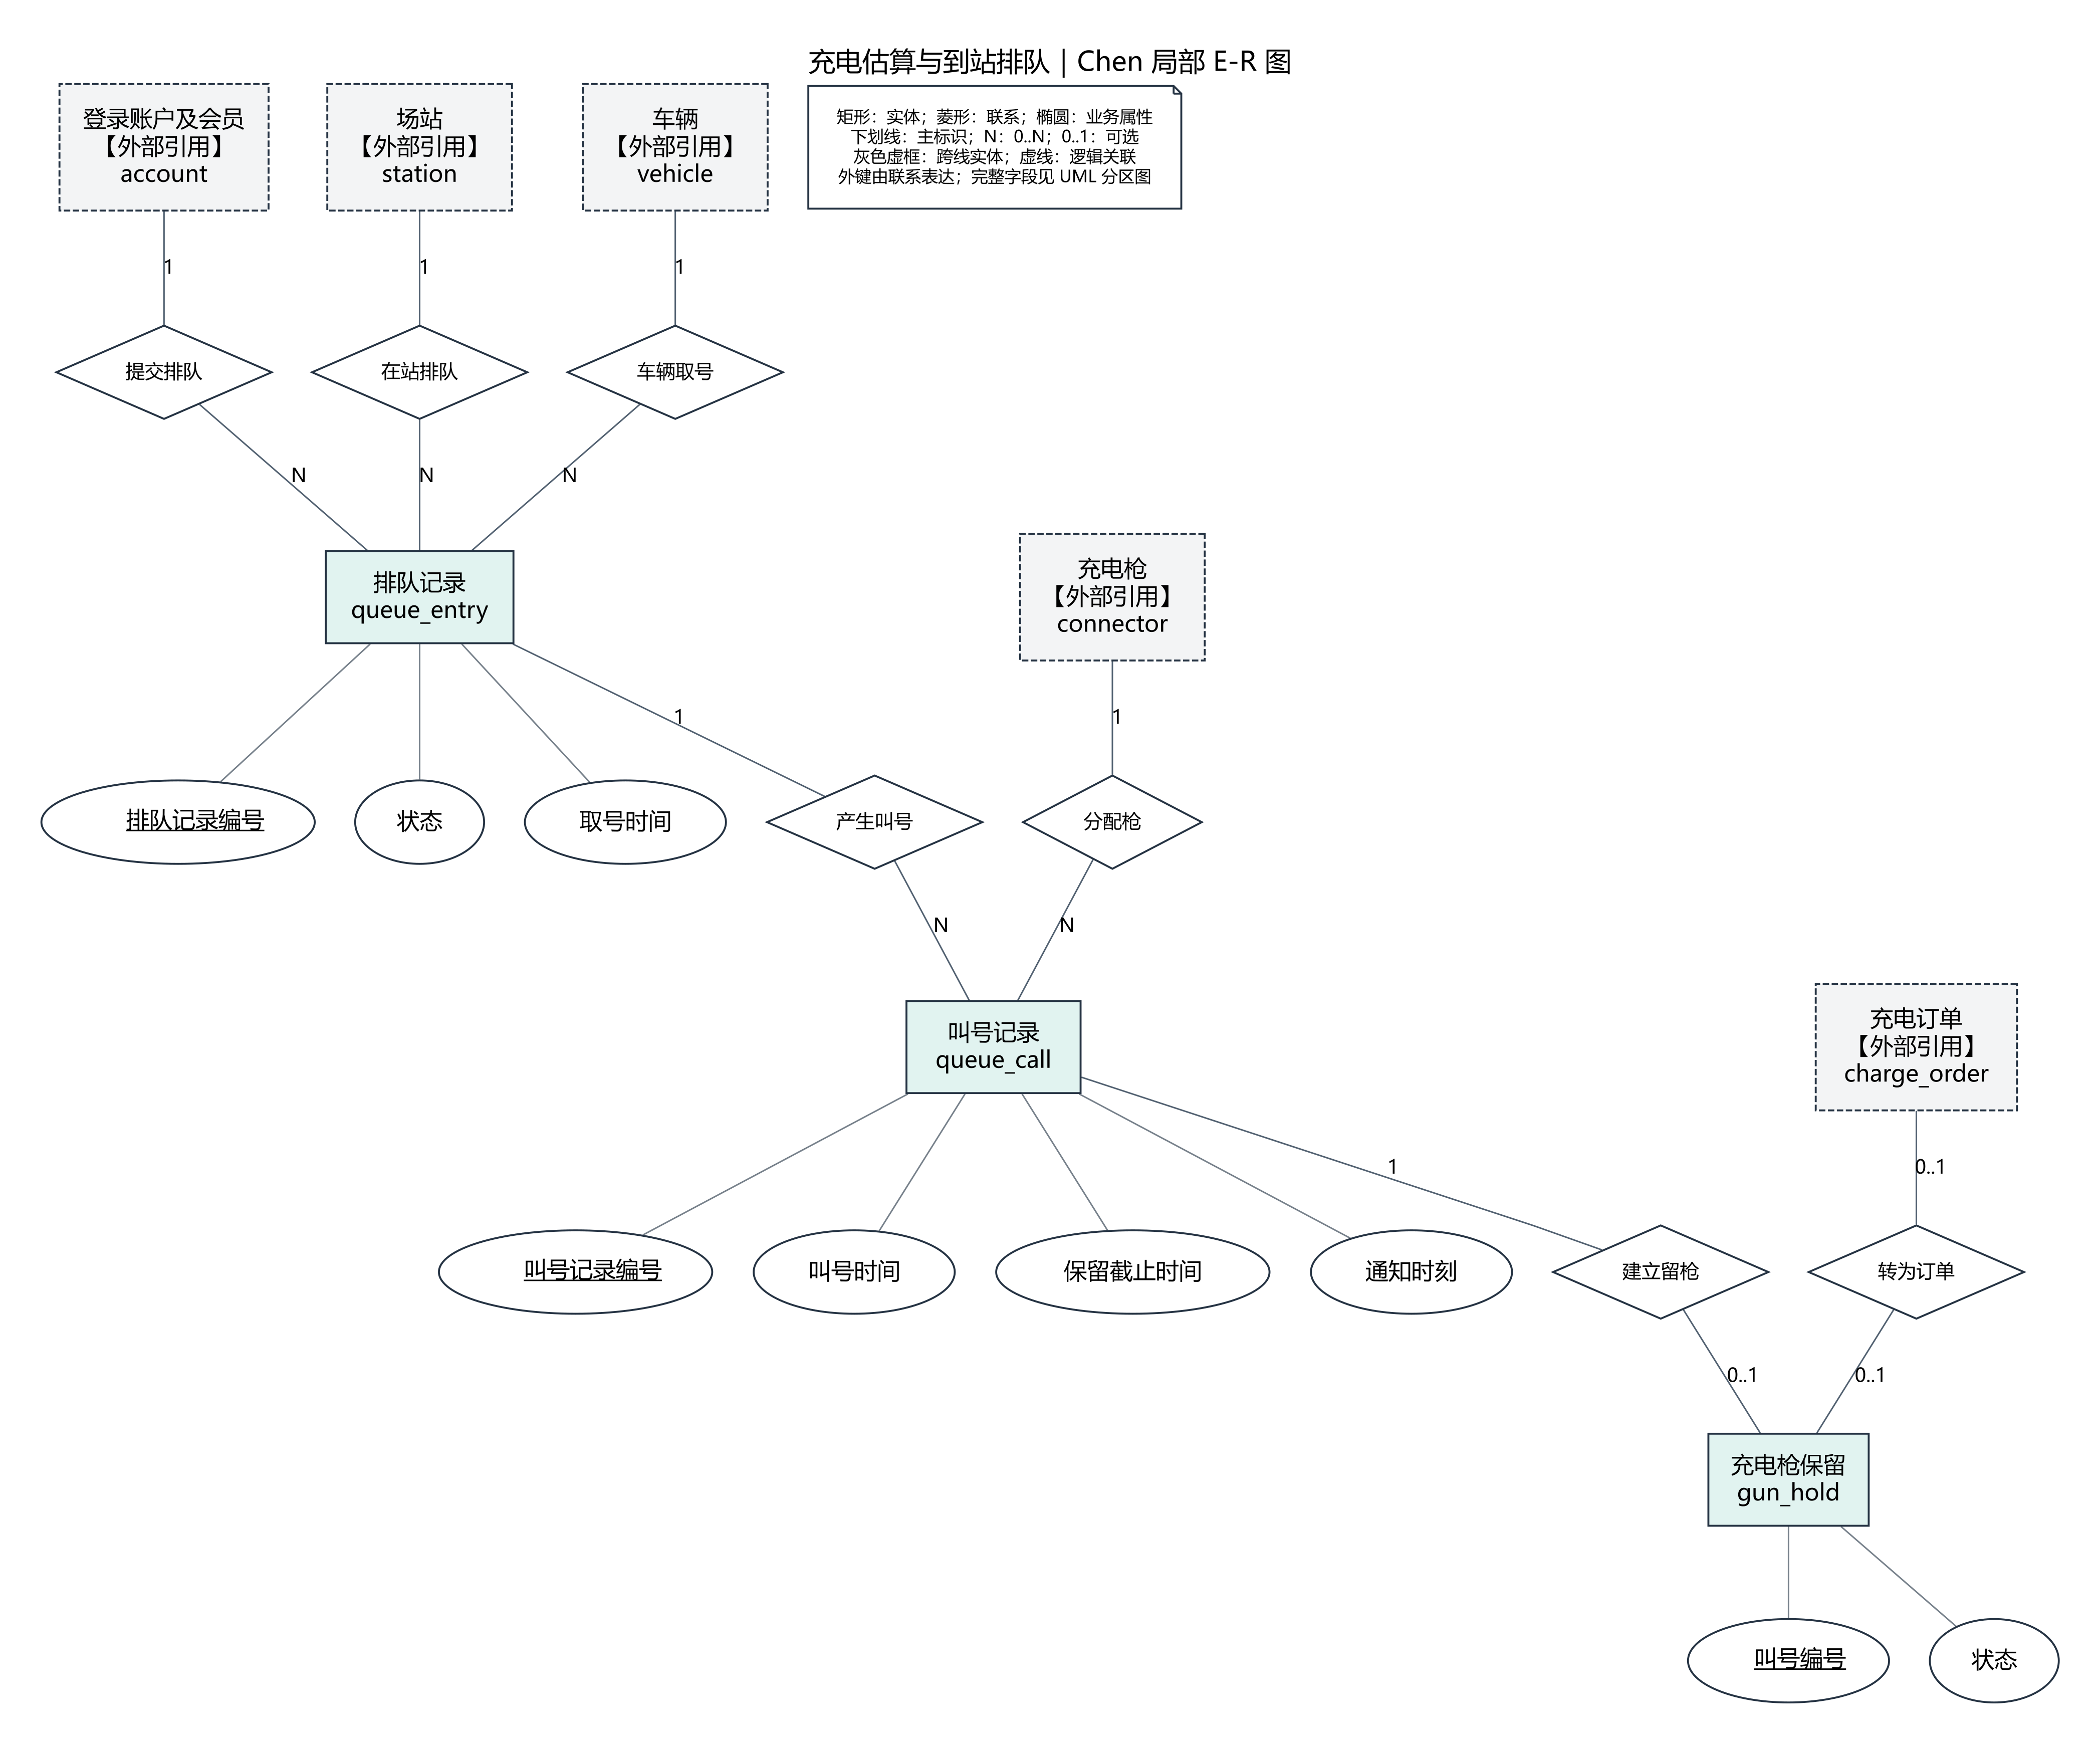 充电估算与到站排队 | Chen 局部 E-R 图
矩形：实体；菱形：联系；椭圆：业务属性
下划线：主标识；N：0..N；0..1：可选
灰色虚框：跨线实体；虚线：逻辑关联
外键由联系表达；完整字段见 UML 分区图
登录账户及会员
【外部引用】
account
场站
【外部引用】
station
车辆
【外部引用】
vehicle
1
1
1
提交排队
在站排队
车辆取号
N
N
N
排队记录
queue_entry
充电枪
【外部引用】
connector
1
1
排队记录编号
状态
取号时间
产生叫号
分配枪
N
N
叫号记录
queue_call
充电订单
【外部引用】
charge_order
1
0..1
叫号记录编号
叫号时间
保留截止时间
通知时刻
建立留枪
转为订单
0..1
0..1
充电枪保留
gun_hold
叫号编号
状态